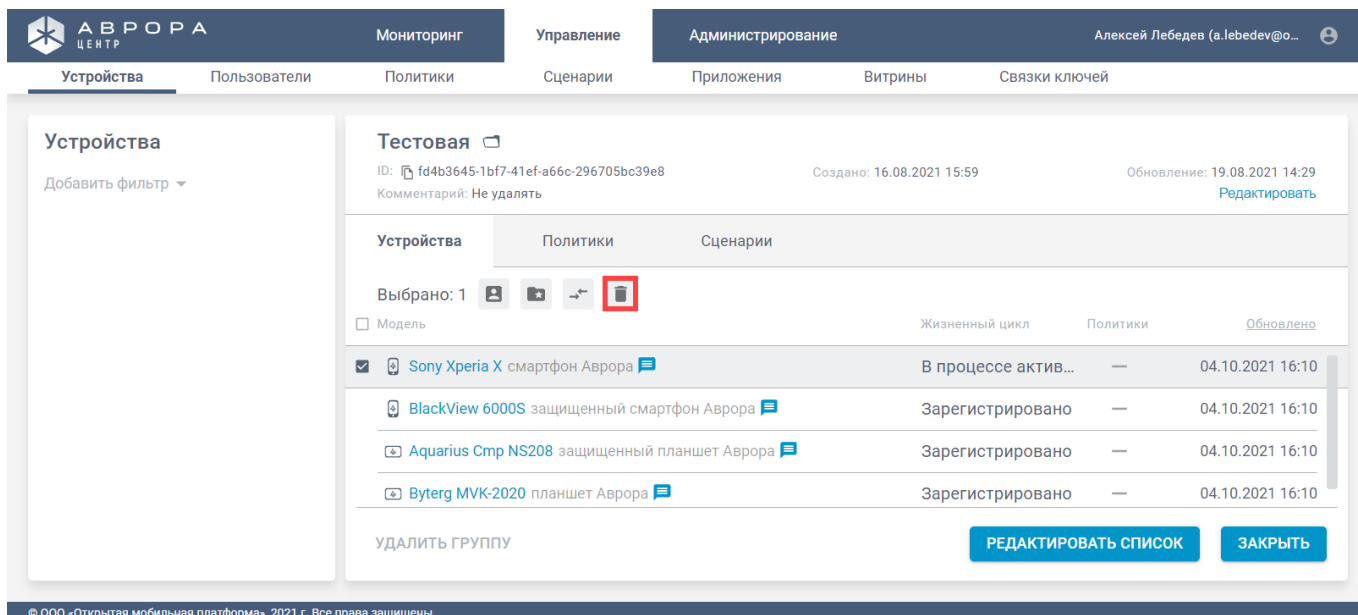 АВРОРА
ЦЕНТР
Мониторинг Управление Администрирование Алексей Лебедев (a.lebedev@o...
Устройства Пользователи Политики Сценарии Приложения Витрины Связки ключей
Устройства
Добавить фильтр
Тестовая
ID: fd4b3645-1bf7-41ef-a66c-296705bc39e8 Создано: 16.08.2021 15:59 Обновление: 19.08.2021 14:29
Комментарий: Не удалять Редактировать
Устройства Политики Сценарии
Выбрано: 1
Модель Жизненный цикл Политики Обновлено
Sony Xperia X смартфон Аврора В процессе актив... — 04.10.2021 16:10
BlackView 6000S защищенный смартфон Аврора Зарегистрировано — 04.10.2021 16:10
Aquarius Cmp NS208 защищенный планшет Аврора Зарегистрировано — 04.10.2021 16:10
Byterg MVK-2020 планшет Аврора Зарегистрировано — 04.10.2021 16:10
УДАЛИТЬ ГРУППУ РЕДАКТИРОВАТЬ СПИСОК ЗАКРЫТЬ
© ООО «Открытая мобильная платформа», 2021 г. Все права защищены